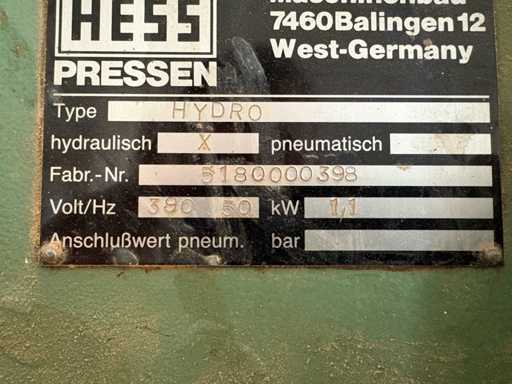 HESS
PRESSEN
Maschinenbau
7460 Balingen 12
West-Germany
Type HYDRO
hydraulisch X pneumatisch
Fabr.-Nr. 5180000398
Volt/Hz 380 50 kW 1,1
Anschlußwert pneum. bar